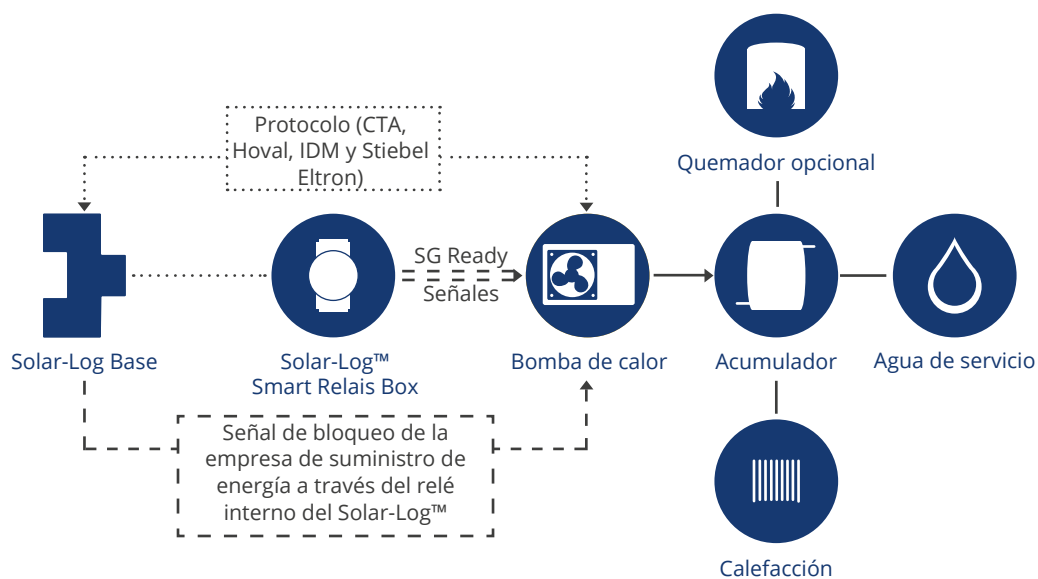 Protocolo (CTA,
Hoval, IDM y Stiebel
Eltron)
Quemador opcional
SG Ready
Señales
Solar-Log Base
Solar-Log™
Smart Relais Box
Bomba de calor
Acumulador
Agua de servicio
Señal de bloqueo de la
empresa de suministro de
energía a través del relé
interno del Solar-Log™
Calefacción